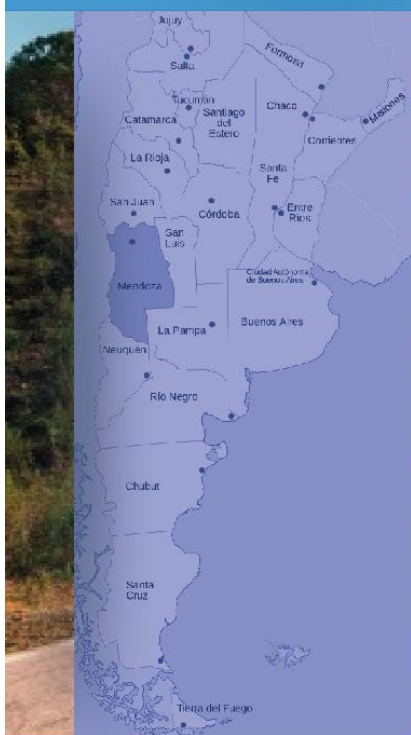 Jujuy
Formosa
Salta
Tucumán
Chaco
Misiones
Catamarca
Santiago
del
Estero
Corrientes
La Rioja
Santa
Fe
San Juan
Córdoba
Entre
Ríos
San
Luis
Ciudad Autónoma
de Buenos Aires
Mendoza
Buenos Aires
La Pampa
Neuquén
Río Negro
Chubut
Santa
Cruz
Tierra del Fuego